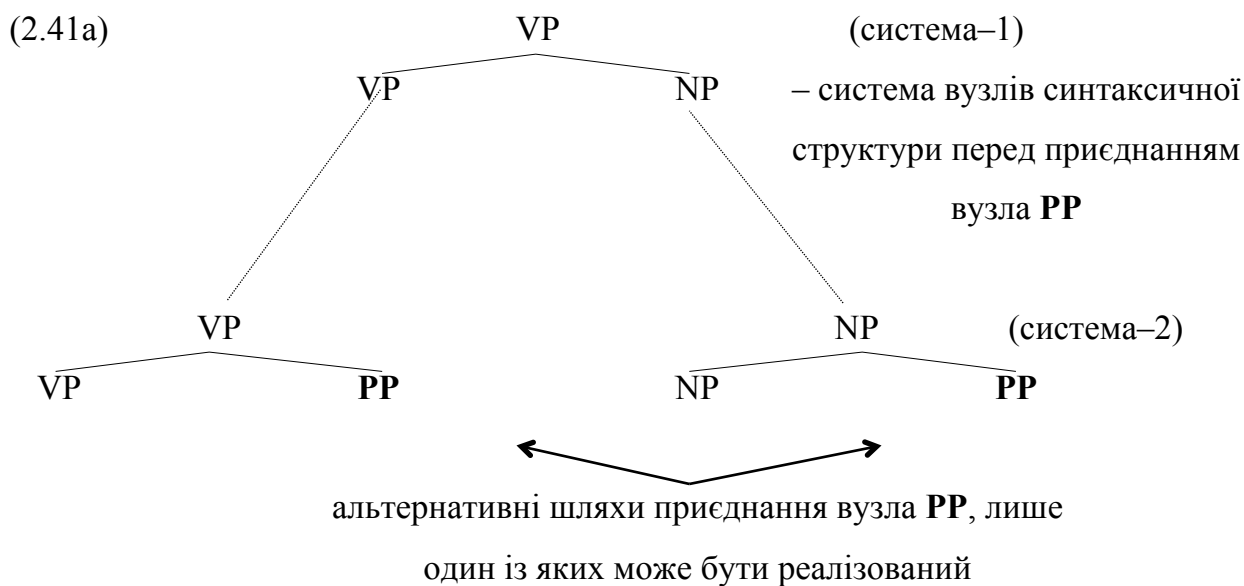 (2.41а) VP (система–1)
VP NP – система вузлів синтаксичної
структури перед приєднанням
вузла PP
VP NP (система–2)
VP PP NP PP
альтернативні шляхи приєднання вузла PP, лише
один із яких може бути реалізований